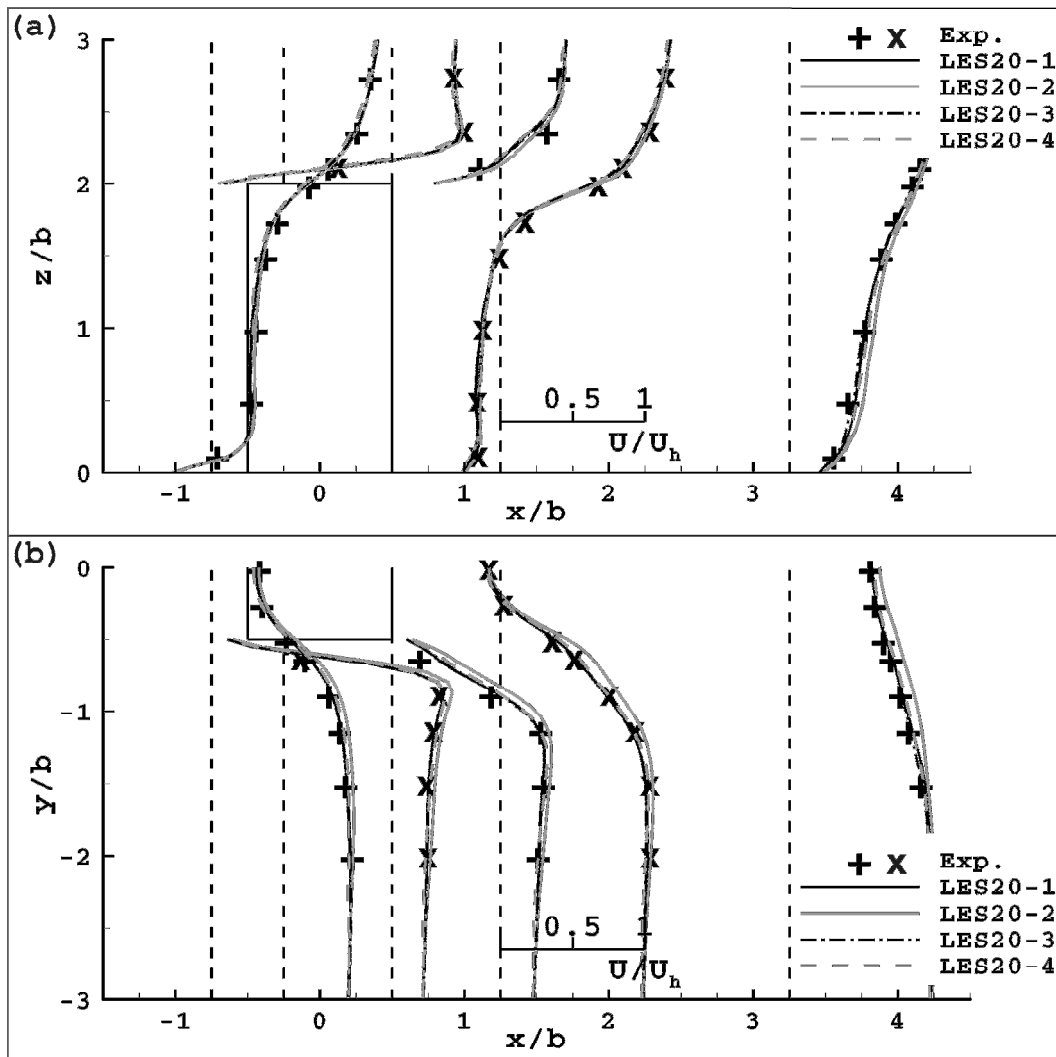 (a)
3
2
1
0
z/b
+ x Exp.
LES20-1
LES20-2
LES20-3
LES20-4
0.5 1
U/Uh
-1 0 1 2 3 4
x/b
(b)
0
-1
-2
-3
y/b
+ x Exp.
LES20-1
LES20-2
LES20-3
LES20-4
0.5 1
U/Uh
-1 0 1 2 3 4
x/b